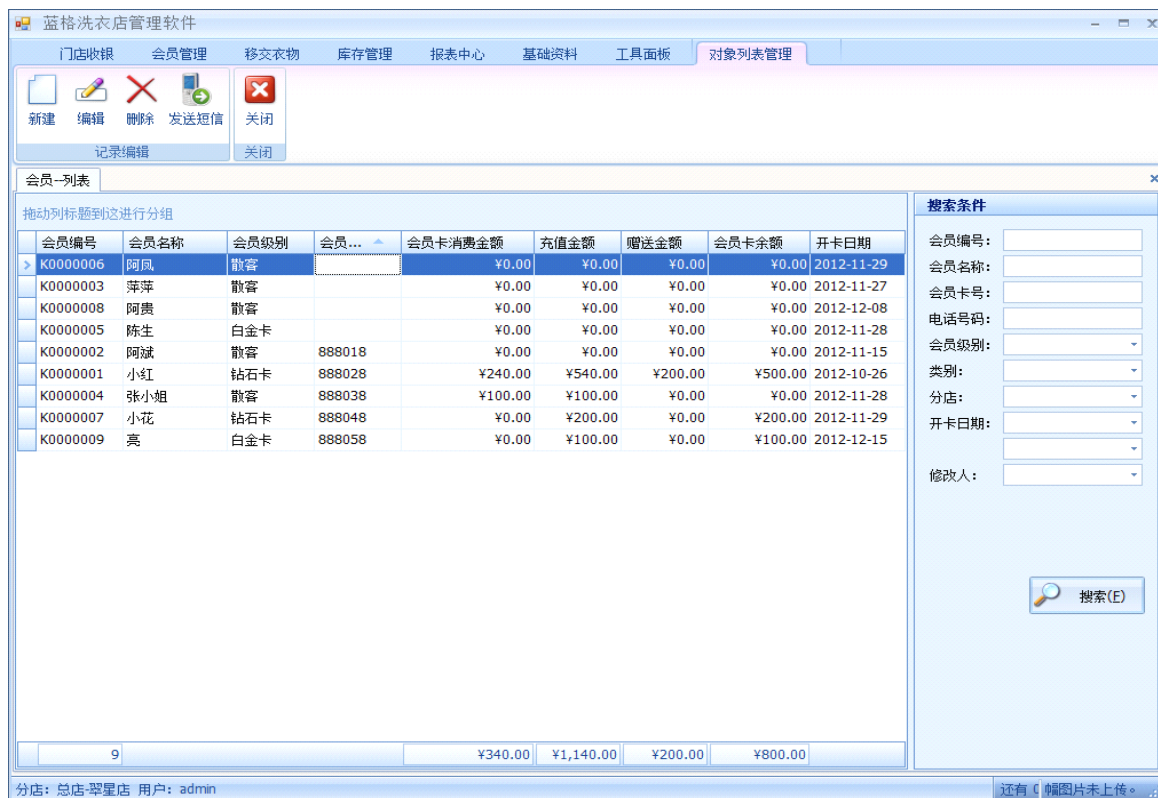 蓝格洗衣店管理软件
门店收银 会员管理 移交衣物 库存管理 报表中心 基础资料 工具面板 对象列表管理
新建 编辑 删除 发送短信 关闭
记录编辑 关闭
会员--列表
拖动列标题到这进行分组
会员编号 会员名称 会员级别 会员... 会员卡消费金额 充值金额 赠送金额 会员卡余额 开卡日期
K0000006 阿凤 散客 ¥0.00 ¥0.00 ¥0.00 ¥0.00 2012-11-29
K0000003 萍萍 散客 ¥0.00 ¥0.00 ¥0.00 ¥0.00 2012-11-27
K0000008 阿贵 散客 ¥0.00 ¥0.00 ¥0.00 ¥0.00 2012-12-08
K0000005 陈生 白金卡 ¥0.00 ¥0.00 ¥0.00 ¥0.00 2012-11-28
K0000002 阿斌 散客 888018 ¥0.00 ¥0.00 ¥0.00 ¥0.00 2012-11-15
K0000001 小红 钻石卡 888028 ¥240.00 ¥540.00 ¥200.00 ¥500.00 2012-10-26
K0000004 张小姐 散客 888038 ¥100.00 ¥100.00 ¥0.00 ¥0.00 2012-11-28
K0000007 小花 钻石卡 888048 ¥0.00 ¥200.00 ¥0.00 ¥200.00 2012-11-29
K0000009 亮 白金卡 888058 ¥0.00 ¥100.00 ¥0.00 ¥100.00 2012-12-15
9 ¥340.00 ¥1,140.00 ¥200.00 ¥800.00
搜索条件
会员编号:
会员名称:
会员卡号:
电话号码:
会员级别:
类别:
分店:
开卡日期:
修改人:
搜索(F)
分店: 总店-翠星店 用户: admin
还有 0 幅图片未上传。